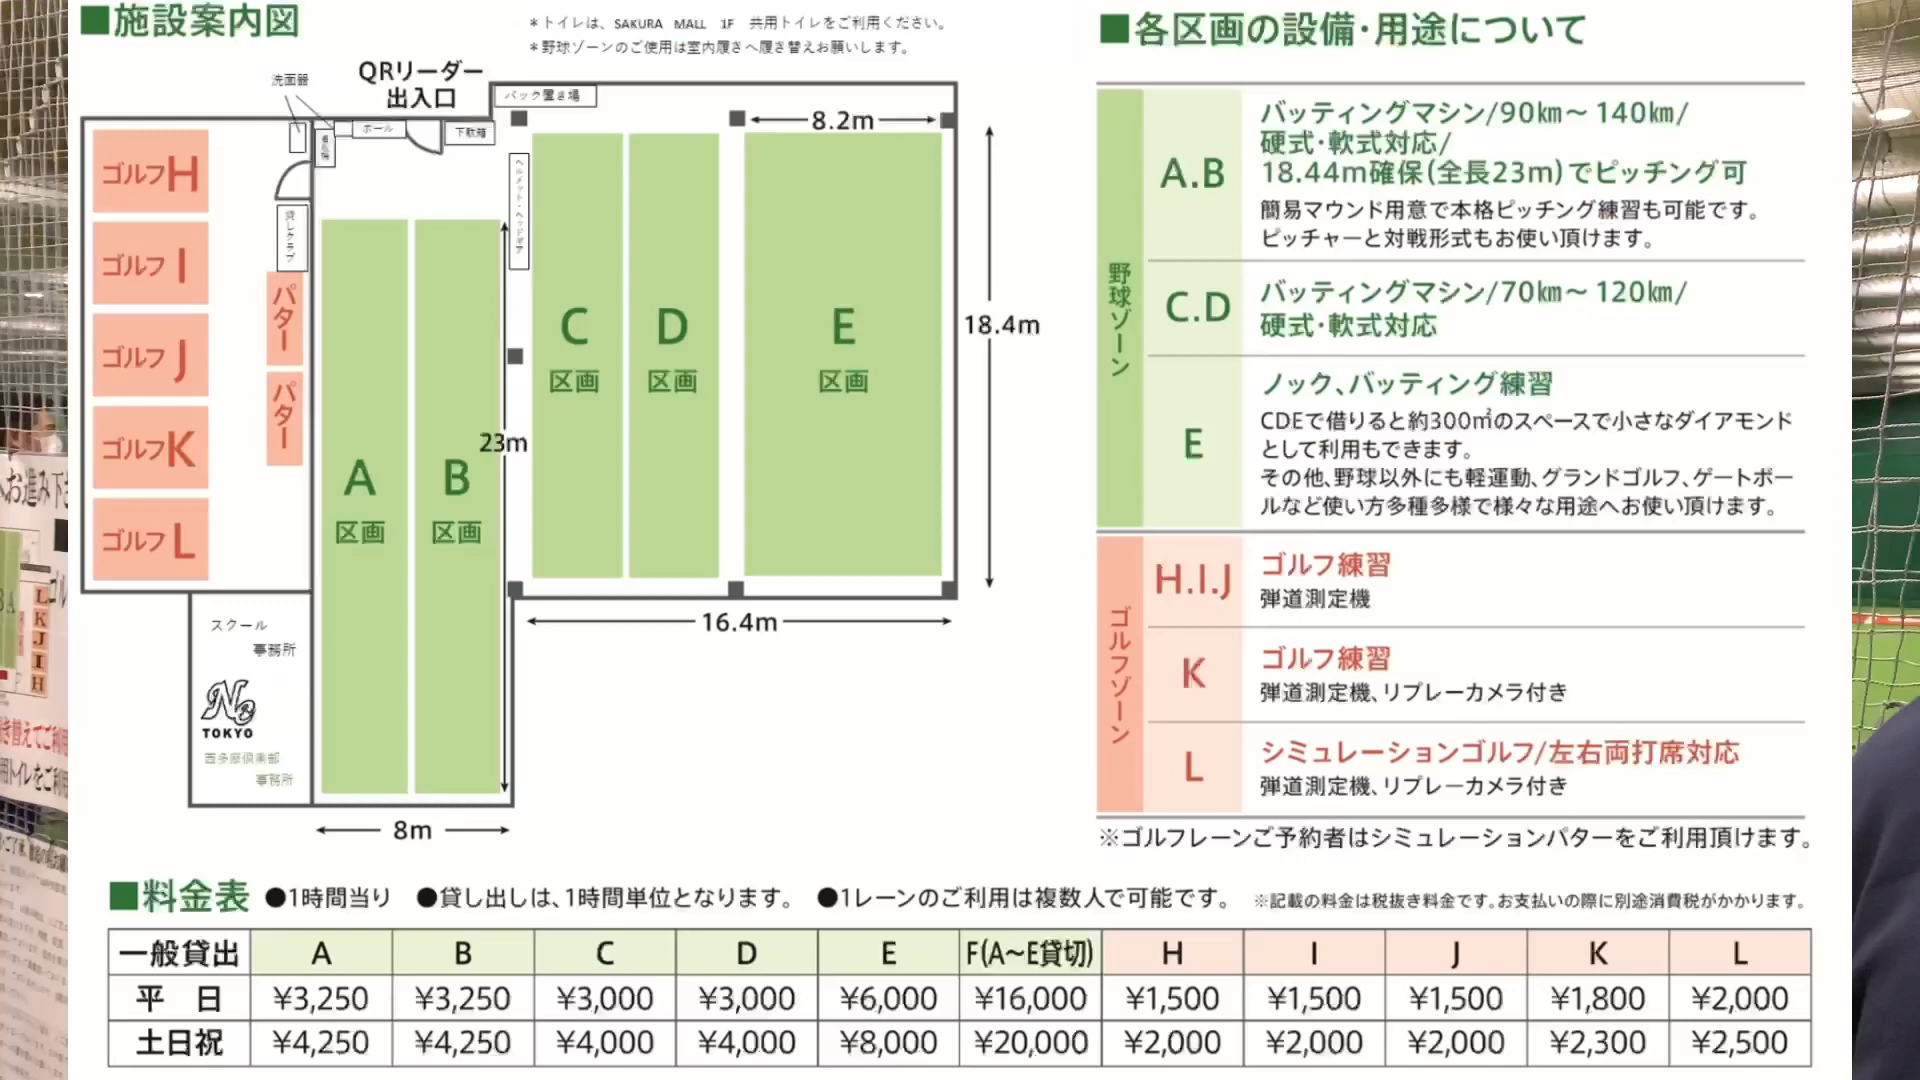 ■施設案内図
＊トイレは、SAKURA MALL 1F 共用トイレをご利用ください。
＊野球ゾーンのご使用は室内履きへ履き替えお願いします。
洗面器
QRリーダー
出入口
バック置き場
ボール
下駄箱
ヘルメット・ヘッドギア
貸しクラブ
ゴルフH
ゴルフI
ゴルフJ
ゴルフK
ゴルフL
パター
パター
A
区画
B
区画
C
区画
D
区画
E
区画
8.2m
18.4m
23m
16.4m
8m
スクール
事務所
TOKYO
西多摩倶楽部
事務所
■各区画の設備・用途について
野球ゾーン
A.B
バッティングマシン/90㎞～140㎞/
硬式・軟式対応/
18.44m確保(全長23m)でピッチング可
簡易マウンド用意で本格ピッチング練習も可能です。
ピッチャーと対戦形式もお使い頂けます。
C.D
バッティングマシン/70㎞～120㎞/
硬式・軟式対応
E
ノック、バッティング練習
CDEで借りると約300㎡のスペースで小さなダイアモンド
として利用もできます。
その他、野球以外にも軽運動、グランドゴルフ、ゲートボー
ルなど使い方多種多様で様々な用途へお使い頂けます。
ゴルフゾーン
H.I.J
ゴルフ練習
弾道測定機
K
ゴルフ練習
弾道測定機、リプレーカメラ付き
L
シミュレーションゴルフ/左右両打席対応
弾道測定機、リプレーカメラ付き
※ゴルフレーンご予約者はシミュレーションパターをご利用頂けます。
■料金表 ●1時間当り ●貸し出しは、1時間単位となります。 ●1レーンのご利用は複数人で可能です。 ※記載の料金は税抜き料金です。お支払いの際に別途消費税がかかります。
一般貸出 A B C D E F(A～E貸切) H I J K L
平 日 ¥3,250 ¥3,250 ¥3,000 ¥3,000 ¥6,000 ¥16,000 ¥1,500 ¥1,500 ¥1,500 ¥1,800 ¥2,000
土日祝 ¥4,250 ¥4,250 ¥4,000 ¥4,000 ¥8,000 ¥20,000 ¥2,000 ¥2,000 ¥2,000 ¥2,300 ¥2,500